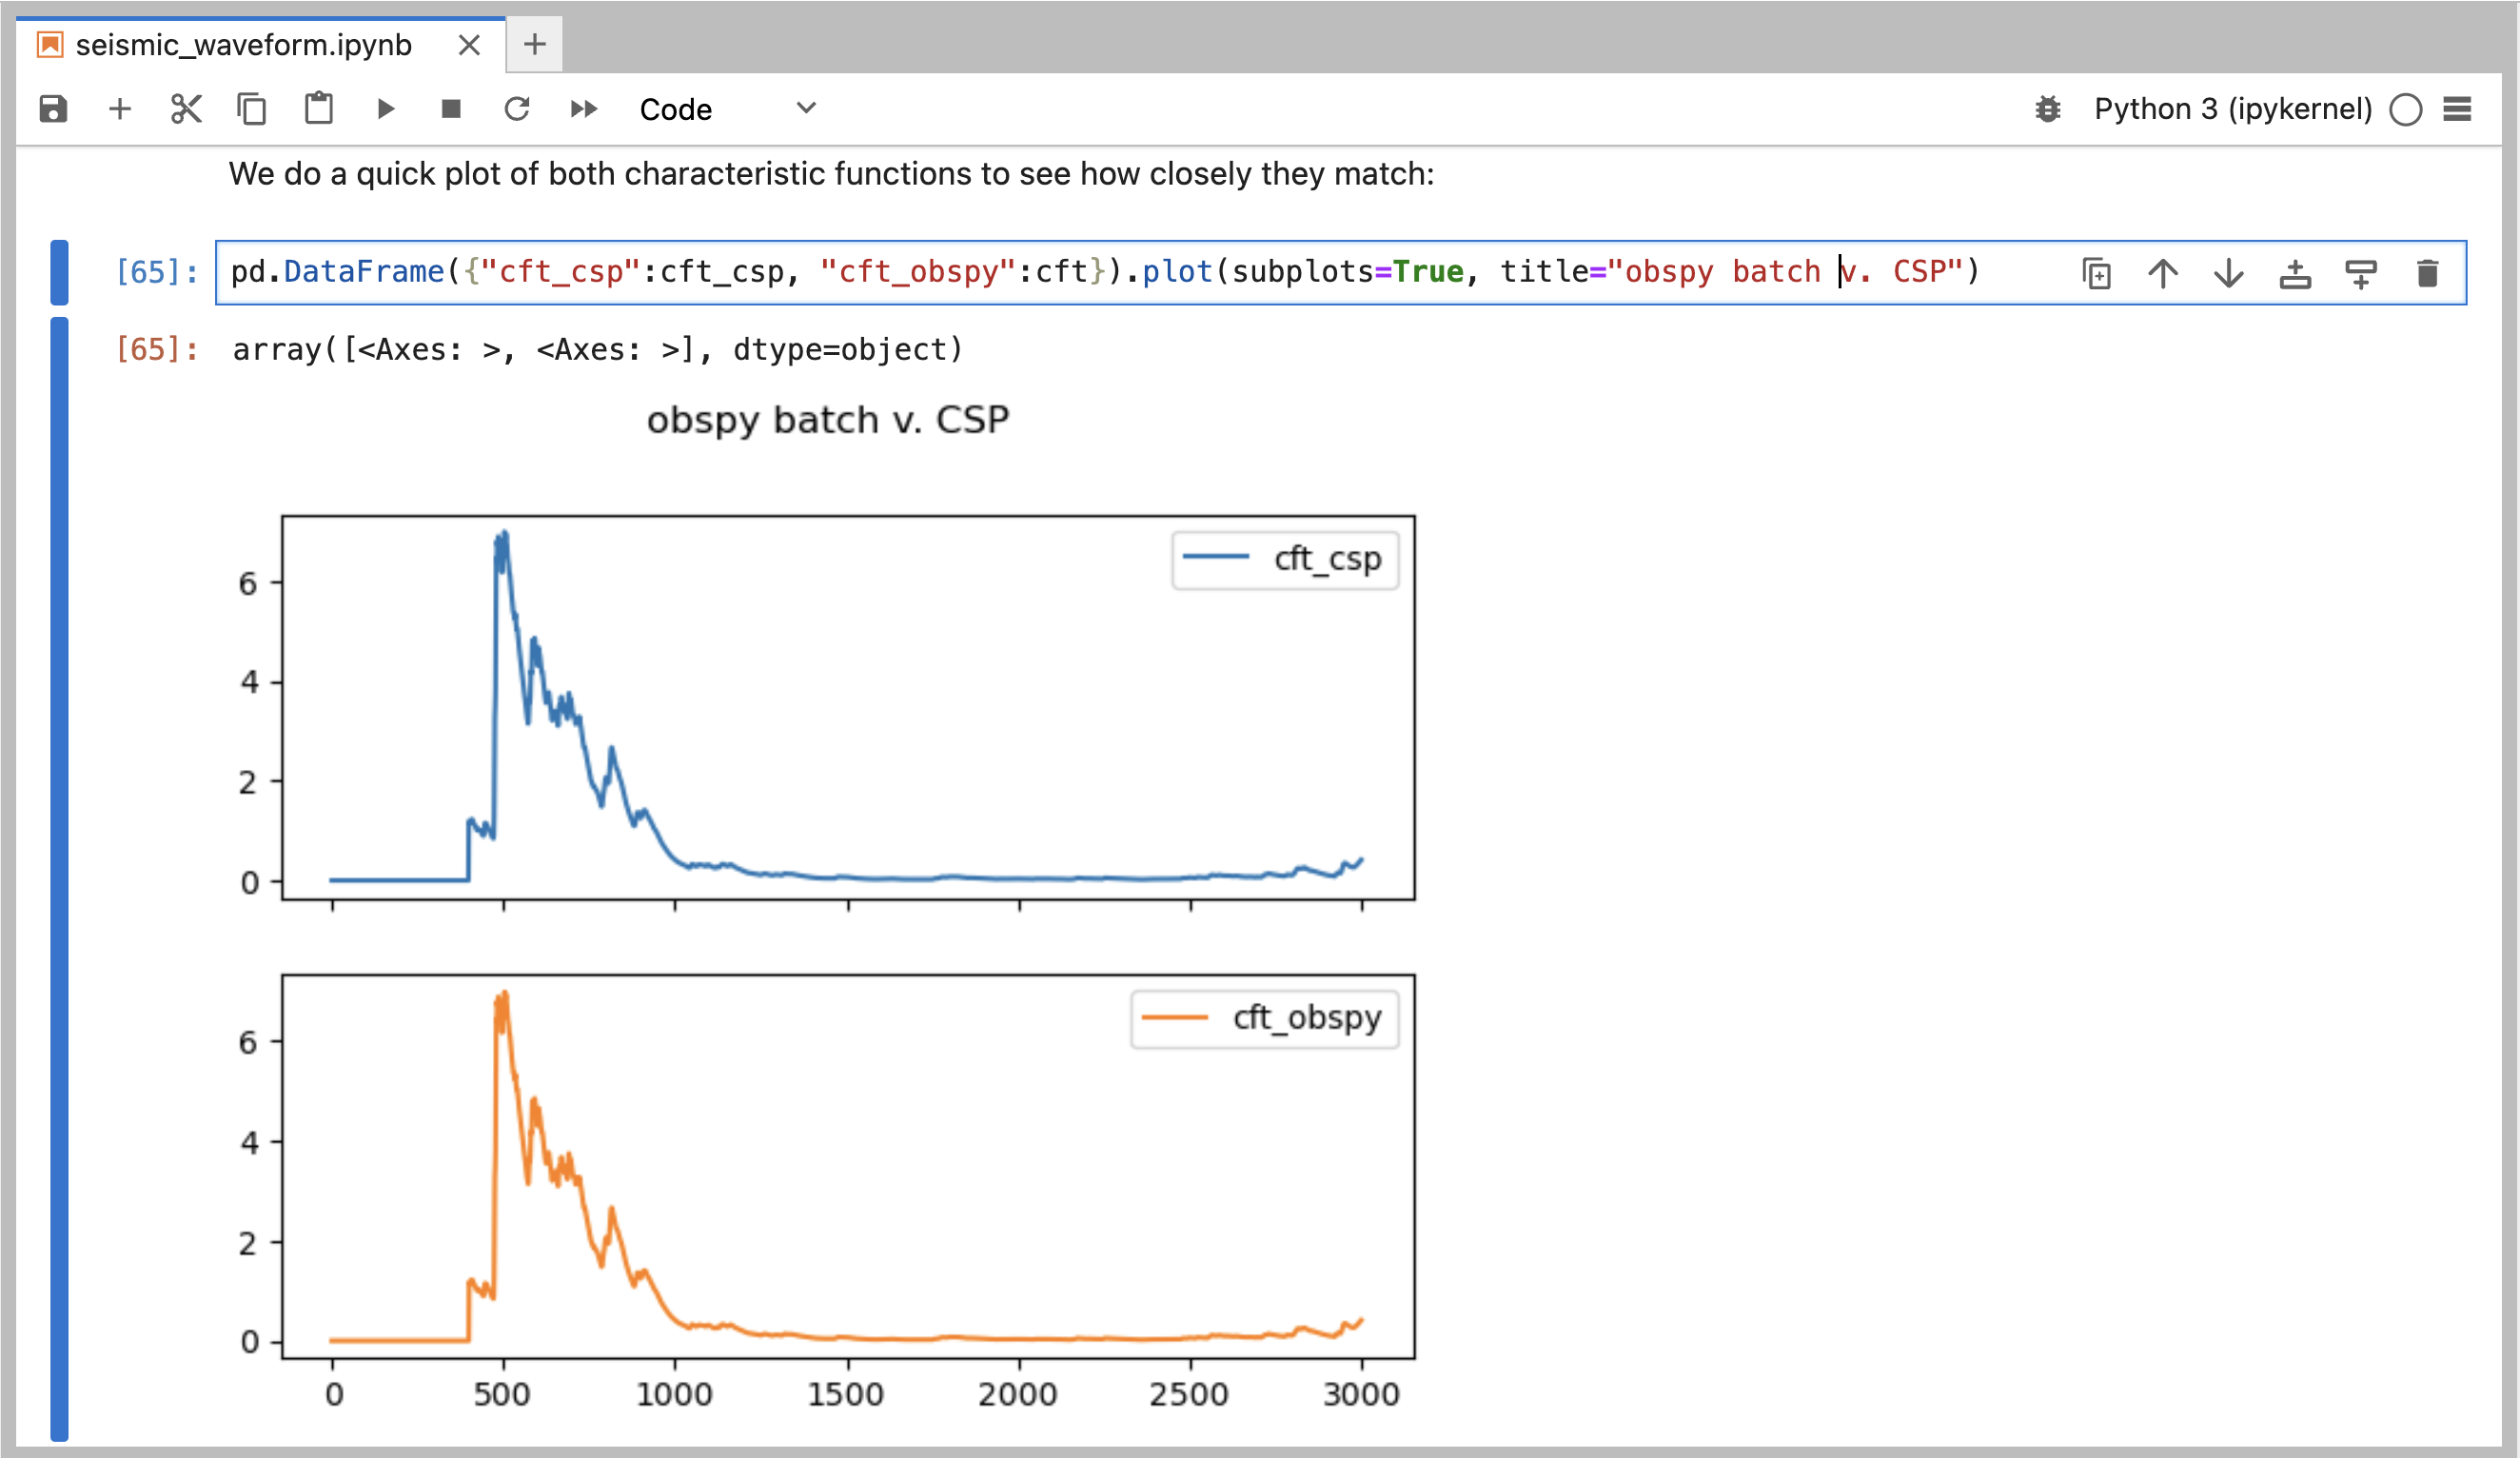 seismic_waveform.ipynb
Code
Python 3 (ipykernel)
We do a quick plot of both characteristic functions to see how closely they match:
[65]: pd.DataFrame({"cft_csp":cft_csp, "cft_obspy":cft}).plot(subplots=True, title="obspy batch v. CSP")
[65]: array([<Axes: >, <Axes: >], dtype=object)
obspy batch v. CSP
cft_csp
6
4
2
0
cft_obspy
6
4
2
0
0 500 1000 1500 2000 2500 3000